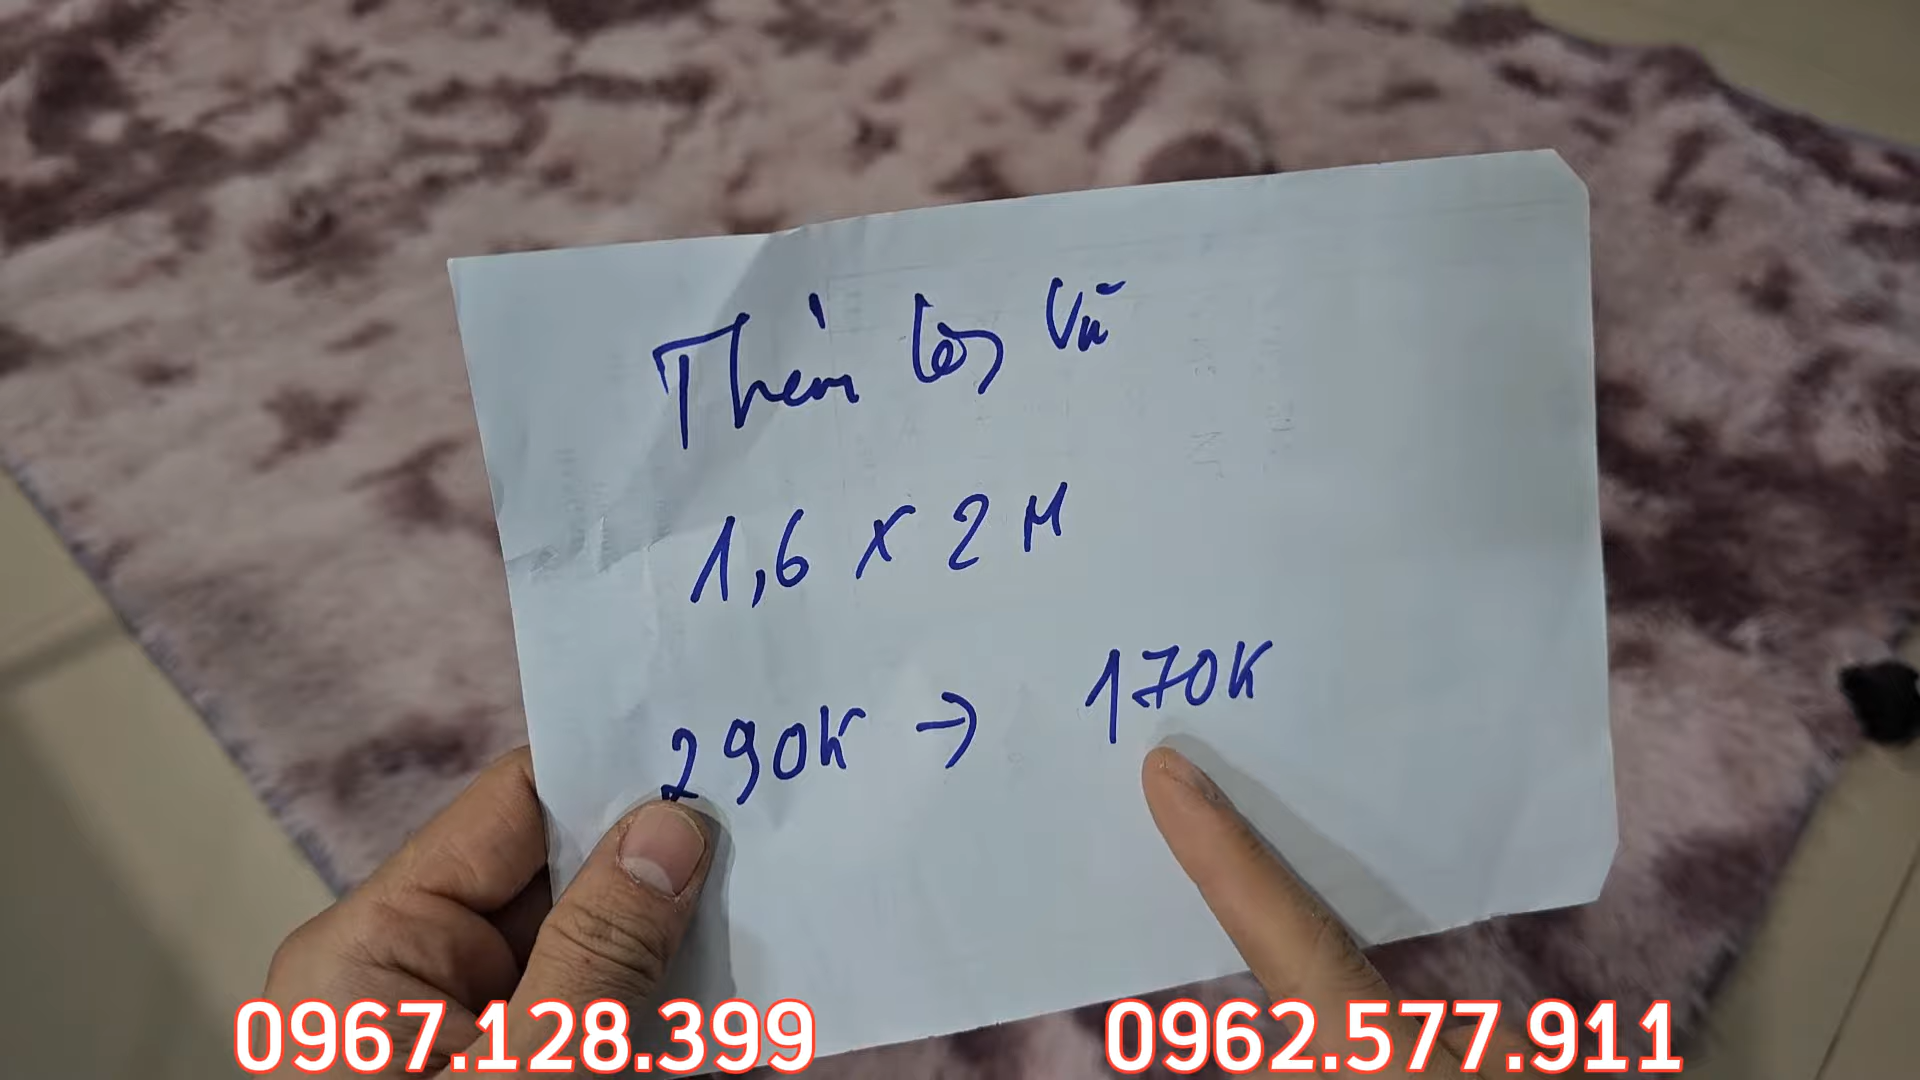 Thảm lông Vũ
1,6 x 2 M
290K → 170K
0967.128.399
0962.577.911